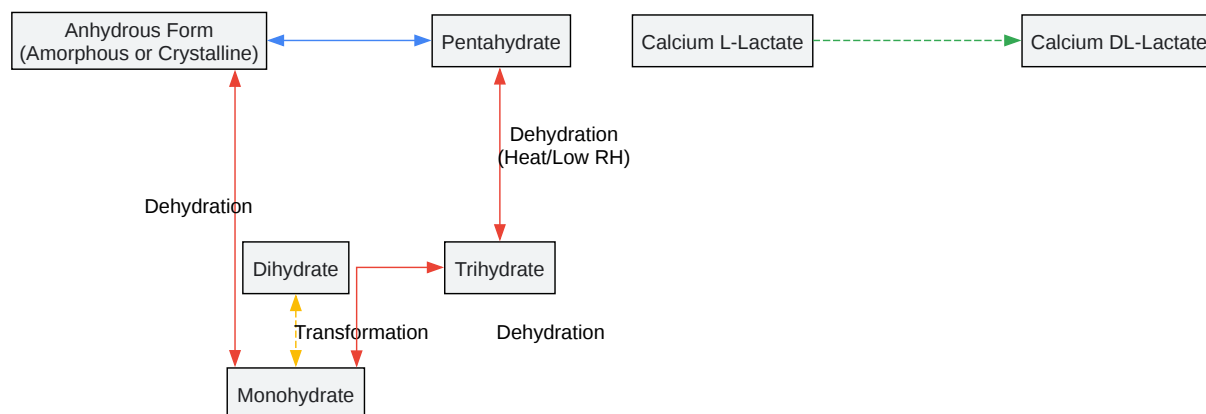 Anhydrous Form
(Amorphous or Crystalline)
Pentahydrate
Calcium L-Lactate
Calcium DL-Lactate
Dehydration
(Heat/Low RH)
Dehydration
Dihydrate
Trihydrate
Transformation
Dehydration
Monohydrate